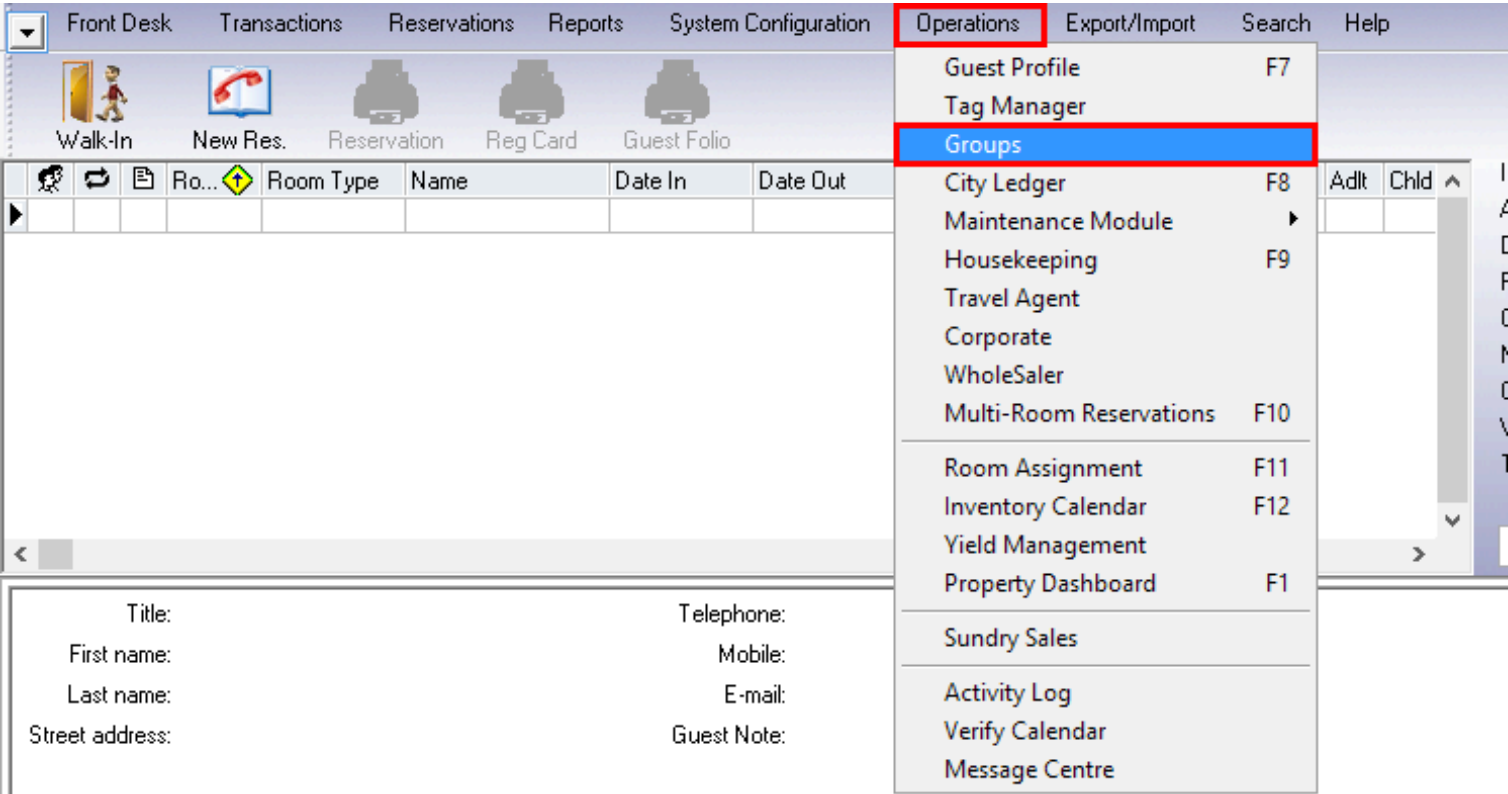 Front Desk Transactions Reservations Reports System Configuration Operations Export/Import Search Help
Walk-In New Res. Reservation Reg Card Guest Folio
Ro... Room Type Name Date In Date Out Adlt Chld
Guest Profile F7
Tag Manager
Groups
City Ledger F8
Maintenance Module
Housekeeping F9
Travel Agent
Corporate
WholeSaler
Multi-Room Reservations F10
Room Assignment F11
Inventory Calendar F12
Yield Management
Property Dashboard F1
Sundry Sales
Activity Log
Verify Calendar
Message Centre
Title: Telephone:
First name: Mobile:
Last name: E-mail:
Street address: Guest Note: